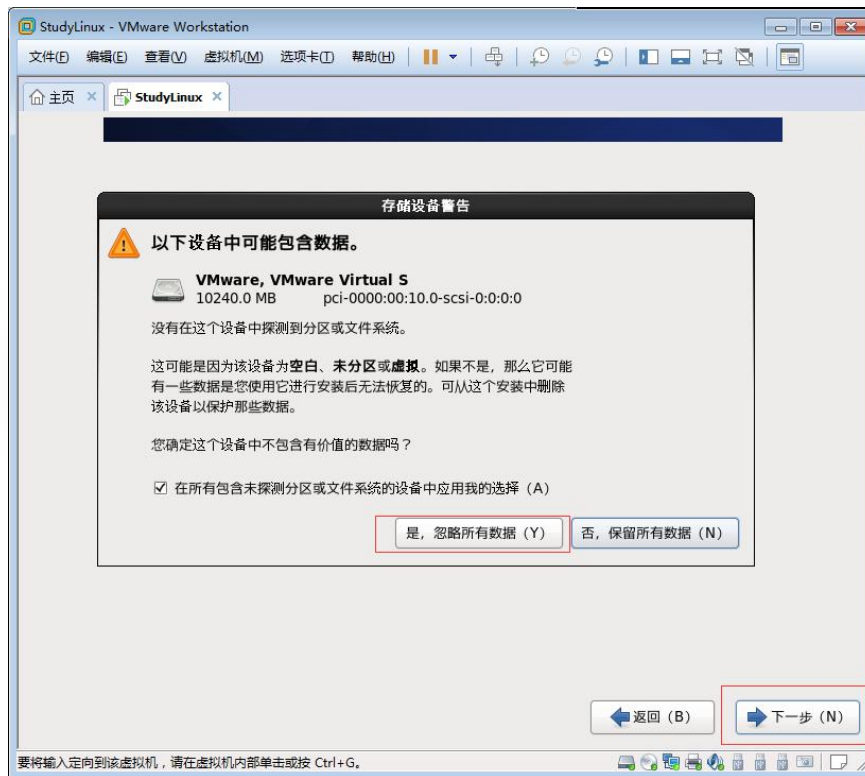 StudyLinux - VMware Workstation
文件(F) 编辑(E) 查看(V) 虚拟机(M) 选项卡(T) 帮助(H)
主页 StudyLinux
存储设备警告
以下设备中可能包含数据。
VMware, VMware Virtual S
10240.0 MB pci-0000:00:10.0-scsi-0:0:0:0
没有在这个设备中探测到分区或文件系统。
这可能是因为该设备为空白、未分区或虚拟。如果不是，那么它可能
有一些数据是您使用它进行安装后无法恢复的。可从这个安装中删除
该设备以保护那些数据。
您确定这个设备中不包含有价值的数据吗？
在所有包含未探测分区或文件系统的设备中应用我的选择（A）
是，忽略所有数据（Y） 否，保留所有数据（N）
返回（B） 下一步（N）
要将输入定向到该虚拟机，请在虚拟机内部单击或按 Ctrl+G。